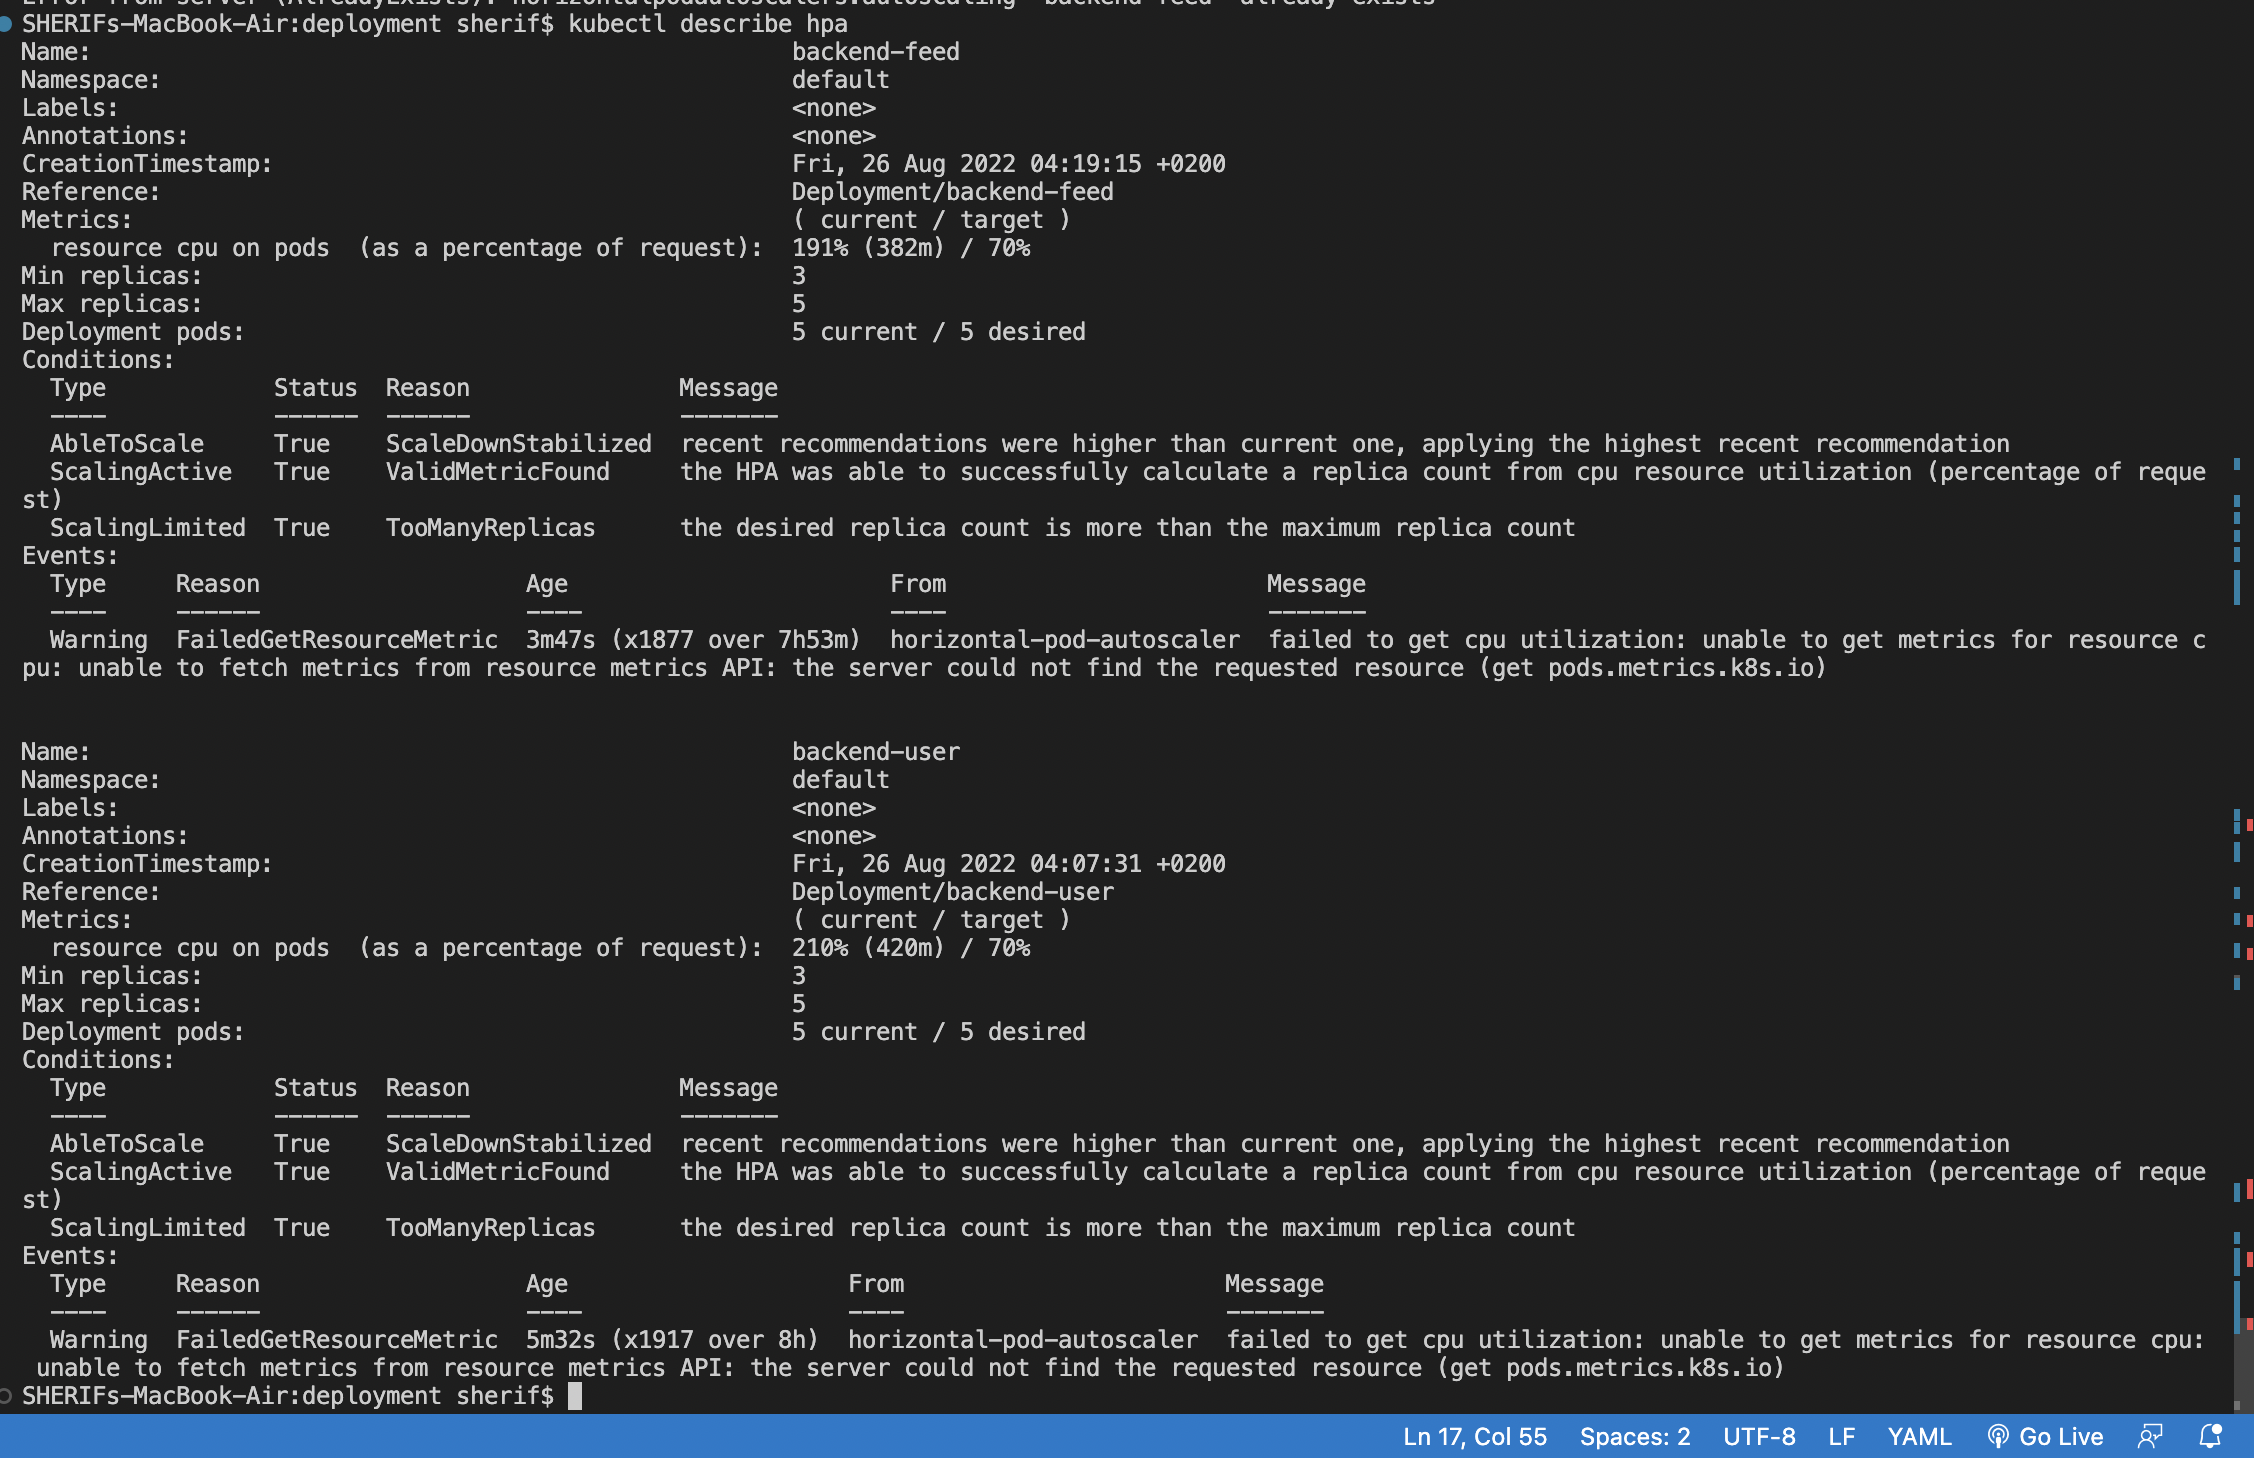 Error from server (AlreadyExists): horizontalpodautoscalers.autoscaling "backend-feed" already exists
SHERIFs-MacBook-Air:deployment sherif$ kubectl describe hpa
Name:                                                  backend-feed
Namespace:                                             default
Labels:                                                <none>
Annotations:                                           <none>
CreationTimestamp:                                     Fri, 26 Aug 2022 04:19:15 +0200
Reference:                                             Deployment/backend-feed
Metrics:                                               ( current / target )
  resource cpu on pods  (as a percentage of request):  191% (382m) / 70%
Min replicas:                                          3
Max replicas:                                          5
Deployment pods:                                       5 current / 5 desired
Conditions:
  Type            Status  Reason               Message
  ----            ------  ------               -------
  AbleToScale     True    ScaleDownStabilized  recent recommendations were higher than current one, applying the highest recent recommendation
  ScalingActive   True    ValidMetricFound     the HPA was able to successfully calculate a replica count from cpu resource utilization (percentage of reque
st)
  ScalingLimited  True    TooManyReplicas      the desired replica count is more than the maximum replica count
Events:
  Type     Reason                   Age                       From                       Message
  ----     ------                   ----                      ----                       -------
  Warning  FailedGetResourceMetric  3m47s (x1877 over 7h53m)  horizontal-pod-autoscaler  failed to get cpu utilization: unable to get metrics for resource c
pu: unable to fetch metrics from resource metrics API: the server could not find the requested resource (get pods.metrics.k8s.io)
Name:                                                  backend-user
Namespace:                                             default
Labels:                                                <none>
Annotations:                                           <none>
CreationTimestamp:                                     Fri, 26 Aug 2022 04:07:31 +0200
Reference:                                             Deployment/backend-user
Metrics:                                               ( current / target )
  resource cpu on pods  (as a percentage of request):  210% (420m) / 70%
Min replicas:                                          3
Max replicas:                                          5
Deployment pods:                                       5 current / 5 desired
Conditions:
  Type            Status  Reason               Message
  ----            ------  ------               -------
  AbleToScale     True    ScaleDownStabilized  recent recommendations were higher than current one, applying the highest recent recommendation
  ScalingActive   True    ValidMetricFound     the HPA was able to successfully calculate a replica count from cpu resource utilization (percentage of reque
st)
  ScalingLimited  True    TooManyReplicas      the desired replica count is more than the maximum replica count
Events:
  Type     Reason                   Age                    From                       Message
  ----     ------                   ----                   ----                       -------
  Warning  FailedGetResourceMetric  5m32s (x1917 over 8h)  horizontal-pod-autoscaler  failed to get cpu utilization: unable to get metrics for resource cpu:
 unable to fetch metrics from resource metrics API: the server could not find the requested resource (get pods.metrics.k8s.io)
SHERIFs-MacBook-Air:deployment sherif$
Ln 17, Col 55  Spaces: 2  UTF-8  LF  YAML  Go Live